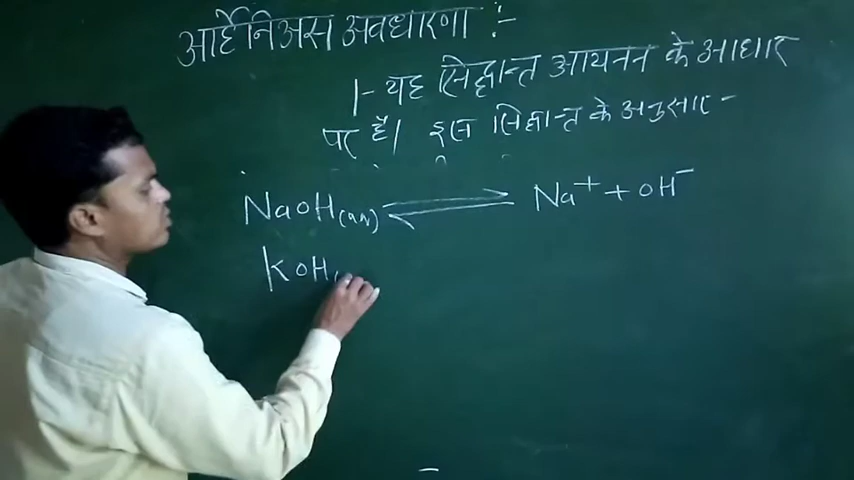 आर्हेनिअस अवधारणा :-
1- यह सिद्धान्त आयनन के आधार
पर है। इस सिद्धान्त के अनुसार -
NaOH(aq) ⇌ Na⁺ + OH⁻
KOH(